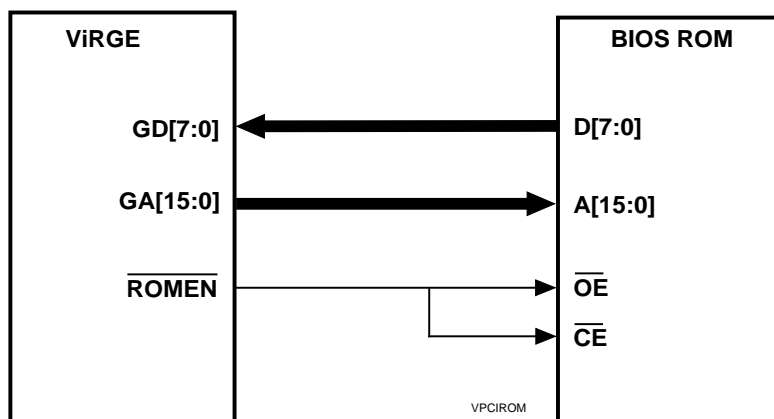 ViRGE BIOS ROM
GD[7:0] D[7:0]
GA[15:0] A[15:0]
ROMEN OE
CE
VPCIROM